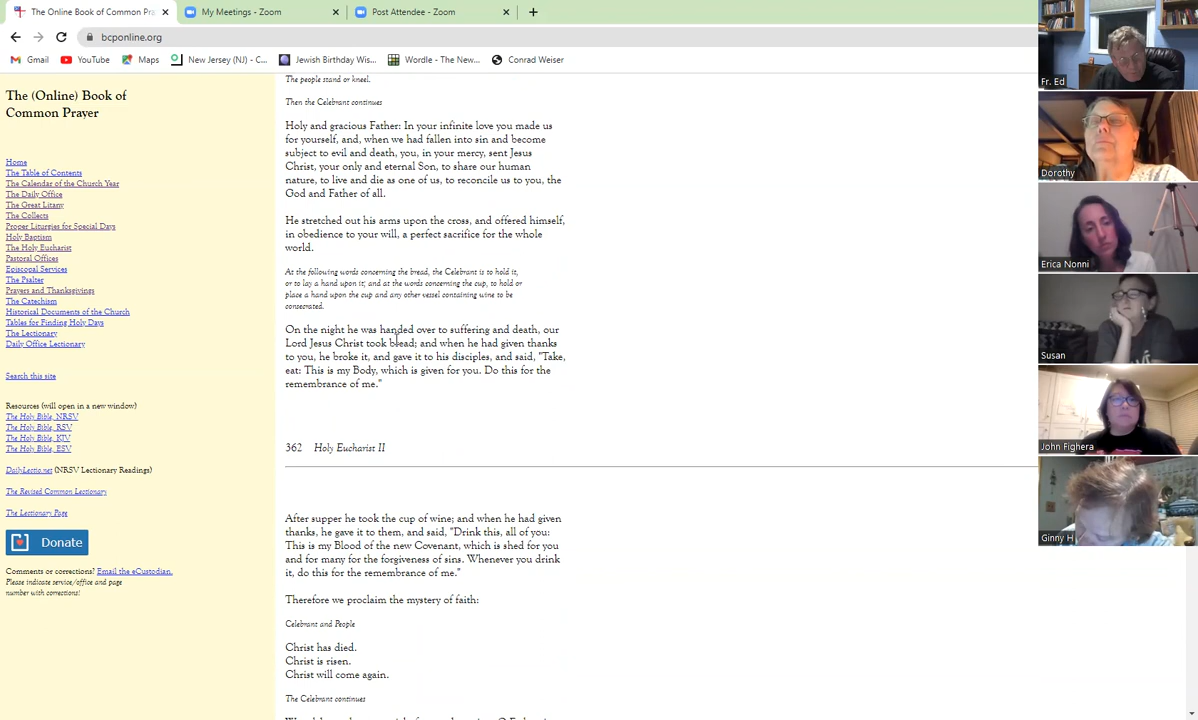 The Online Book of Common Pra
My Meetings - Zoom
Post Attendee - Zoom
bcponline.org
Gmail
YouTube
Maps
New Jersey (NJ) - C...
Jewish Birthday Wis...
Wordle - The New...
Conrad Weiser
The (Online) Book of
Common Prayer
Home
The Table of Contents
The Calendar of the Church Year
The Daily Office
The Great Litany
The Collects
Proper Liturgies for Special Days
Holy Baptism
The Holy Eucharist
Pastoral Offices
Episcopal Services
The Psalter
Prayers and Thanksgivings
The Catechism
Historical Documents of the Church
Tables for Finding Holy Days
The Lectionary
Daily Office Lectionary
Search this site
Resources (will open in a new window)
The Holy Bible, NRSV
The Holy Bible, RSV
The Holy Bible, KJV
The Holy Bible, ESV
DailyLectio.net (NRSV Lectionary Readings)
The Revised Common Lectionary
The Lectionary Page
Donate
Comments or corrections? Email the eCustodian.
Please indicate service/office and page
number with corrections!
The people stand or kneel.
Then the Celebrant continues
Holy and gracious Father: In your infinite love you made us
for yourself, and, when we had fallen into sin and become
subject to evil and death, you, in your mercy, sent Jesus
Christ, your only and eternal Son, to share our human
nature, to live and die as one of us, to reconcile us to you, the
God and Father of all.
He stretched out his arms upon the cross, and offered himself,
in obedience to your will, a perfect sacrifice for the whole
world.
At the following words concerning the bread, the Celebrant is to hold it,
or to lay a hand upon it; and at the words concerning the cup, to hold or
place a hand upon the cup and any other vessel containing wine to be
consecrated.
On the night he was handed over to suffering and death, our
Lord Jesus Christ took bread; and when he had given thanks
to you, he broke it, and gave it to his disciples, and said, "Take,
eat: This is my Body, which is given for you. Do this for the
remembrance of me."
362 Holy Eucharist II
After supper he took the cup of wine; and when he had given
thanks, he gave it to them, and said, "Drink this, all of you:
This is my Blood of the new Covenant, which is shed for you
and for many for the forgiveness of sins. Whenever you drink
it, do this for the remembrance of me."
Therefore we proclaim the mystery of faith:
Celebrant and People
Christ has died.
Christ is risen.
Christ will come again.
The Celebrant continues
Fr. Ed
Dorothy
Erica Nonni
Susan
John Fighera
Ginny H